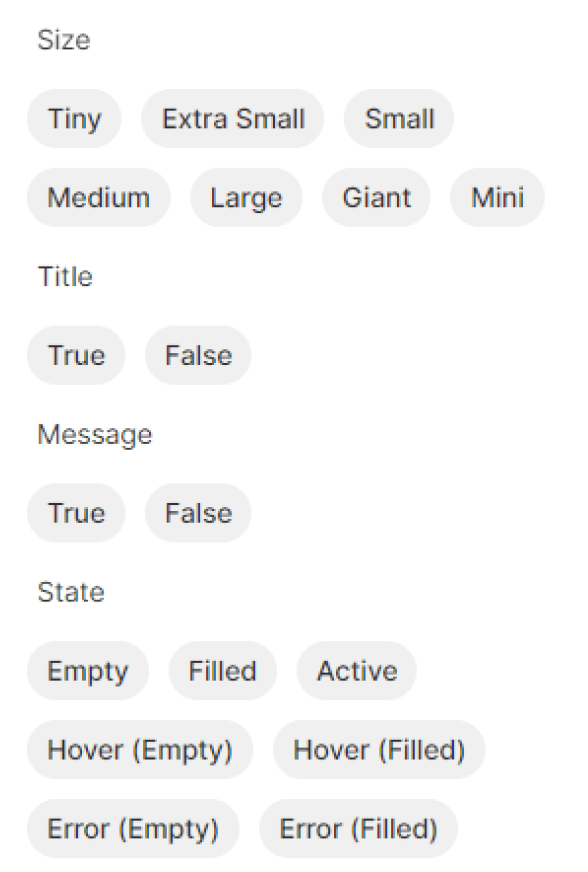 Size
Tiny Extra Small Small
Medium Large Giant Mini
Title
True False
Message
True False
State
Empty Filled Active
Hover (Empty) Hover (Filled)
Error (Empty) Error (Filled)